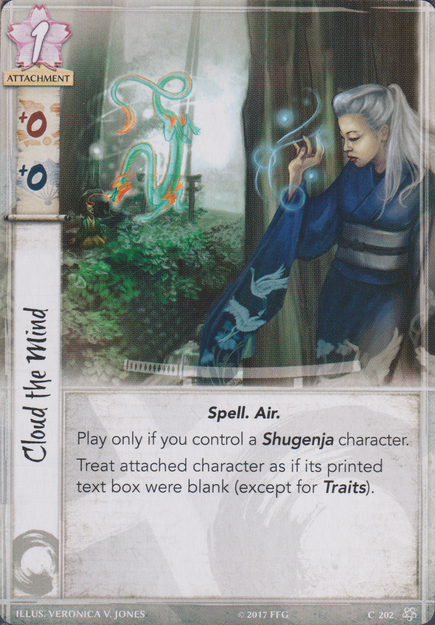 1
ATTACHMENT
+0
+0
Cloud the Mind
Spell. Air.
Play only if you control a Shugenja character.
Treat attached character as if its printed
text box were blank (except for Traits).
ILLUS. VERONICA V. JONES
© 2017 FFG
C 202